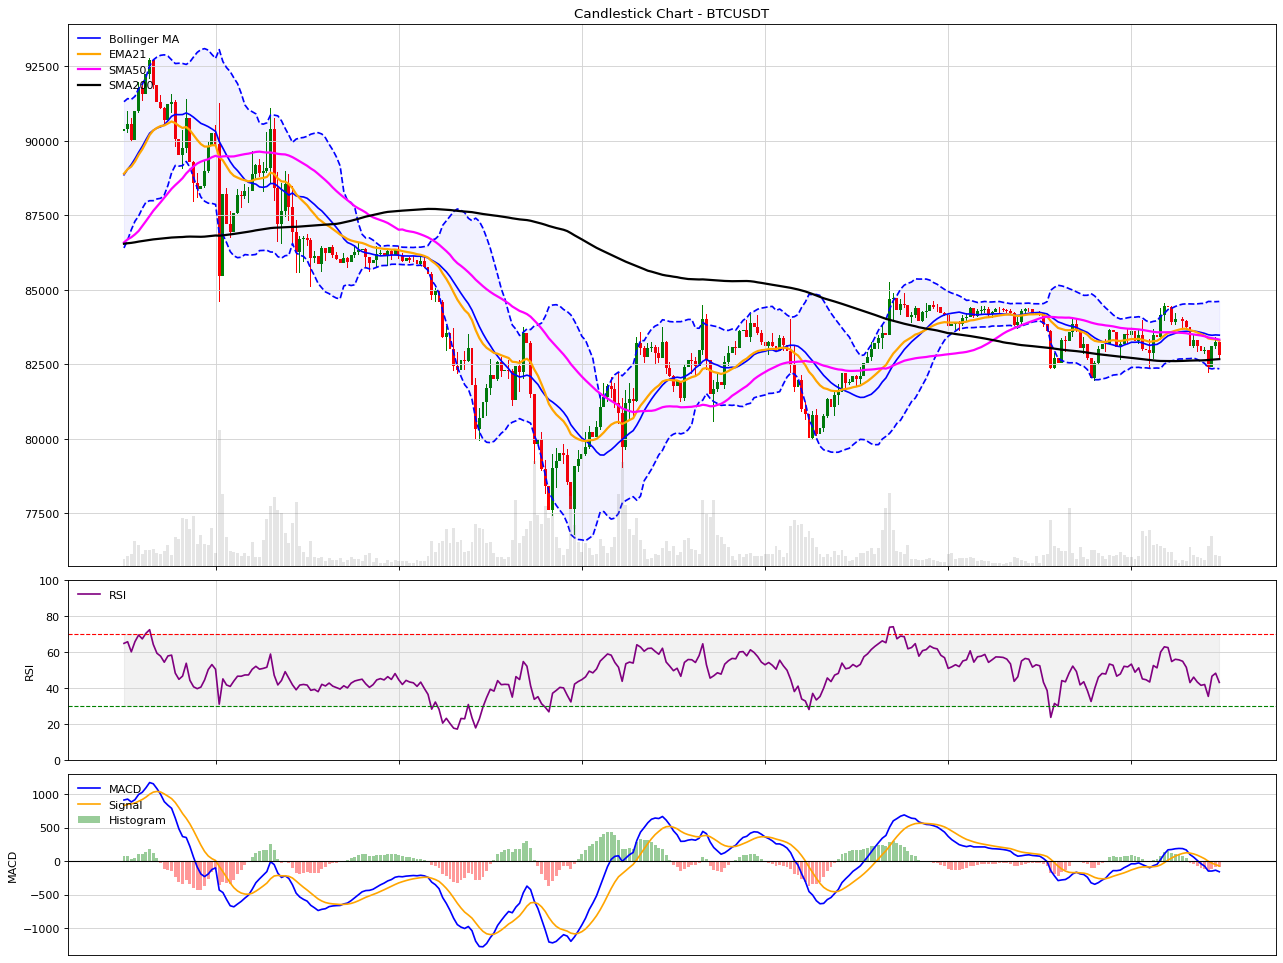 Candlestick Chart - BTCUSDT
Bollinger MA
EMA21
SMA50
SMA200
92500
90000
87500
85000
82500
80000
77500
RSI
100
80
60
40
20
0
RSI
MACD
Signal
Histogram
1000
500
0
−500
−1000
MACD